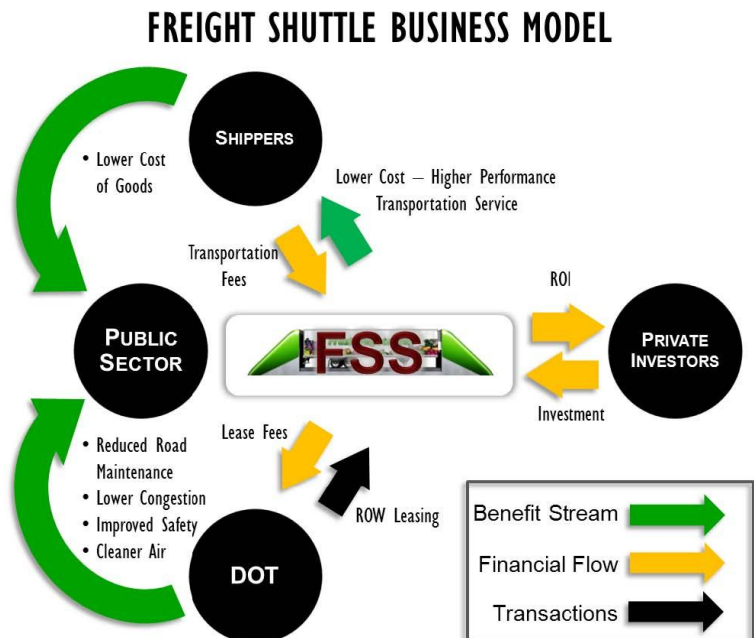 FREIGHT SHUTTLE BUSINESS MODEL
SHIPPERS
• Lower Cost
of Goods
Lower Cost – Higher Performance
Transportation Service
Transportation
Fees
ROI
PUBLIC
SECTOR
FSS
PRIVATE
INVESTORS
Investment
Lease Fees
• Reduced Road
Maintenance
• Lower Congestion
• Improved Safety
• Cleaner Air
ROW Leasing
DOT
Benefit Stream
Financial Flow
Transactions